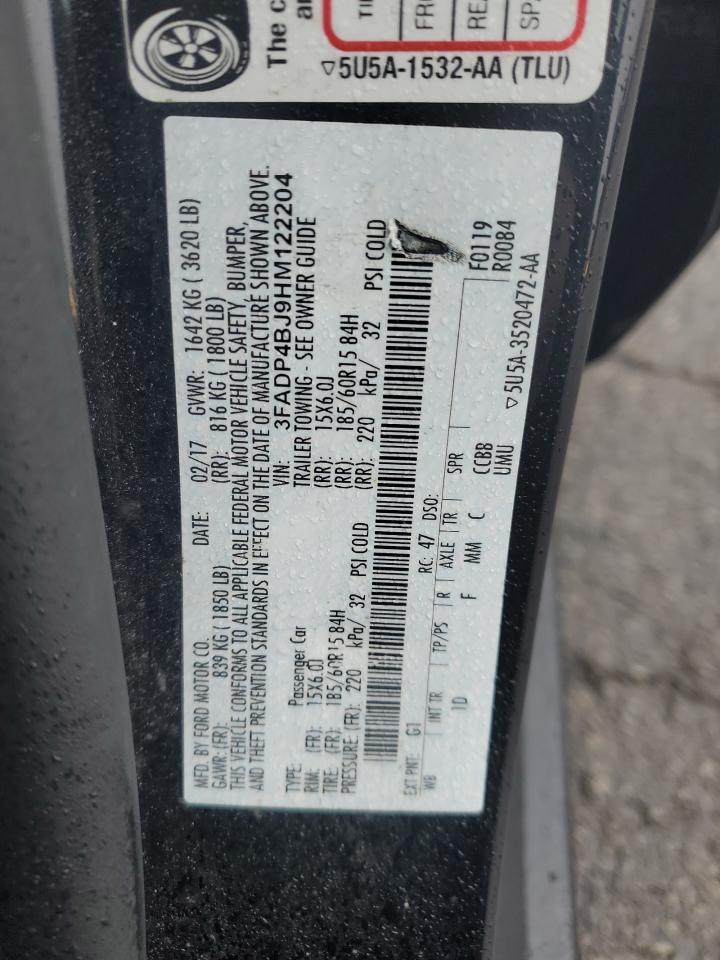 The c
an
TI
FRO
REA
SPA
▽5U5A-1532-AA (TLU)
MFD. BY FORD MOTOR CO. DATE: 02/17 GVWR: 1642 KG ( 3620 LB)
GAWR: (FR): 839 KG ( 1850 LB) (RR): 816 KG ( 1800 LB)
THIS VEHICLE CONFORMS TO ALL APPLICABLE FEDERAL MOTOR VEHICLE SAFETY, BUMPER,
AND THEFT PREVENTION STANDARDS IN EFFECT ON THE DATE OF MANUFACTURE SHOWN ABOVE.
VIN: 3FADP4BJ9HM122204
TYPE: Passenger Car TRAILER TOWING - SEE OWNER GUIDE
RIM: (FR): 15X6.0J (RR): 15X6.0J
TIRE: (FR): 185/60R15 84H (RR): 185/60R15 84H
PRESSURE: (FR): 220 kPa/ 32 PSI COLD (RR): 220 kPa/ 32 PSI COLD
F0119
EXT PNT: G1 RC: 47 DSO: R0084
WB INT TR TP/PS R AXLE TR SPR
1D F MM C CCBB
UMU ▽5U5A-3520472-AA